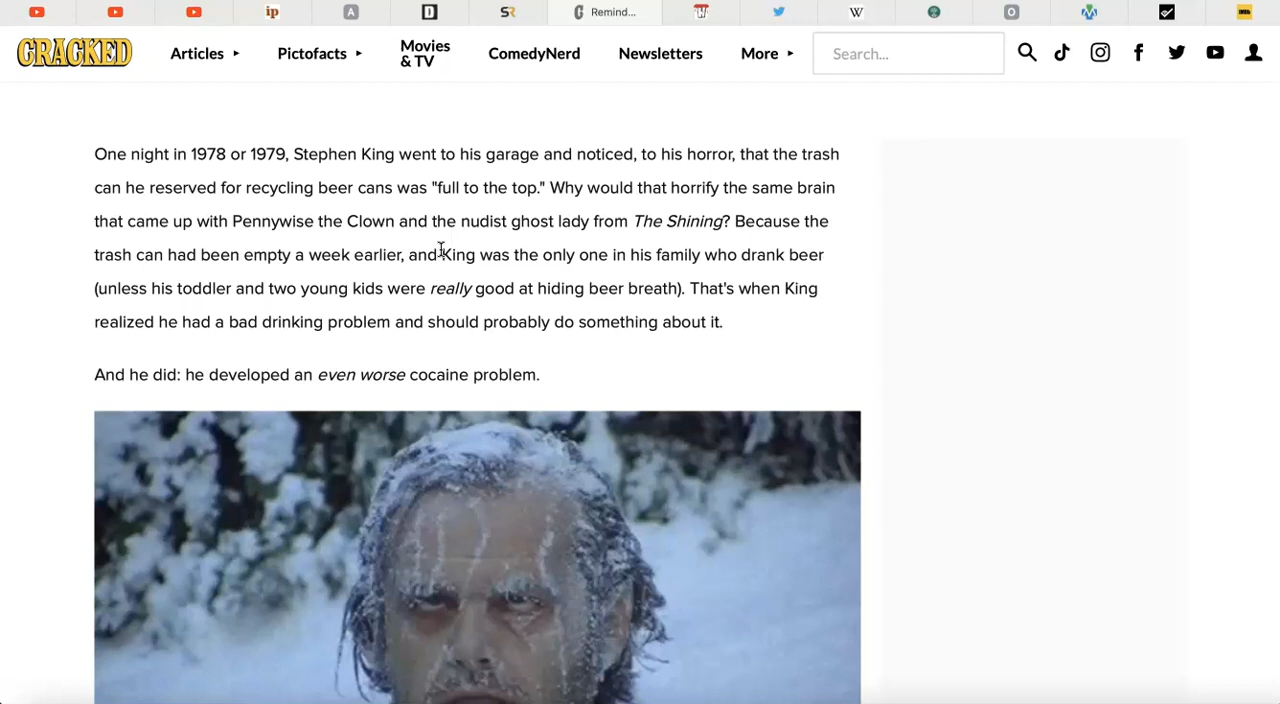 ip
A
D
SR
Remind...
W
CRACKED
Articles
Pictofacts
Movies
& TV
ComedyNerd
Newsletters
More
Search...
One night in 1978 or 1979, Stephen King went to his garage and noticed, to his horror, that the trash
can he reserved for recycling beer cans was "full to the top." Why would that horrify the same brain
that came up with Pennywise the Clown and the nudist ghost lady from The Shining? Because the
trash can had been empty a week earlier, and King was the only one in his family who drank beer
(unless his toddler and two young kids were really good at hiding beer breath). That's when King
realized he had a bad drinking problem and should probably do something about it.
And he did: he developed an even worse cocaine problem.